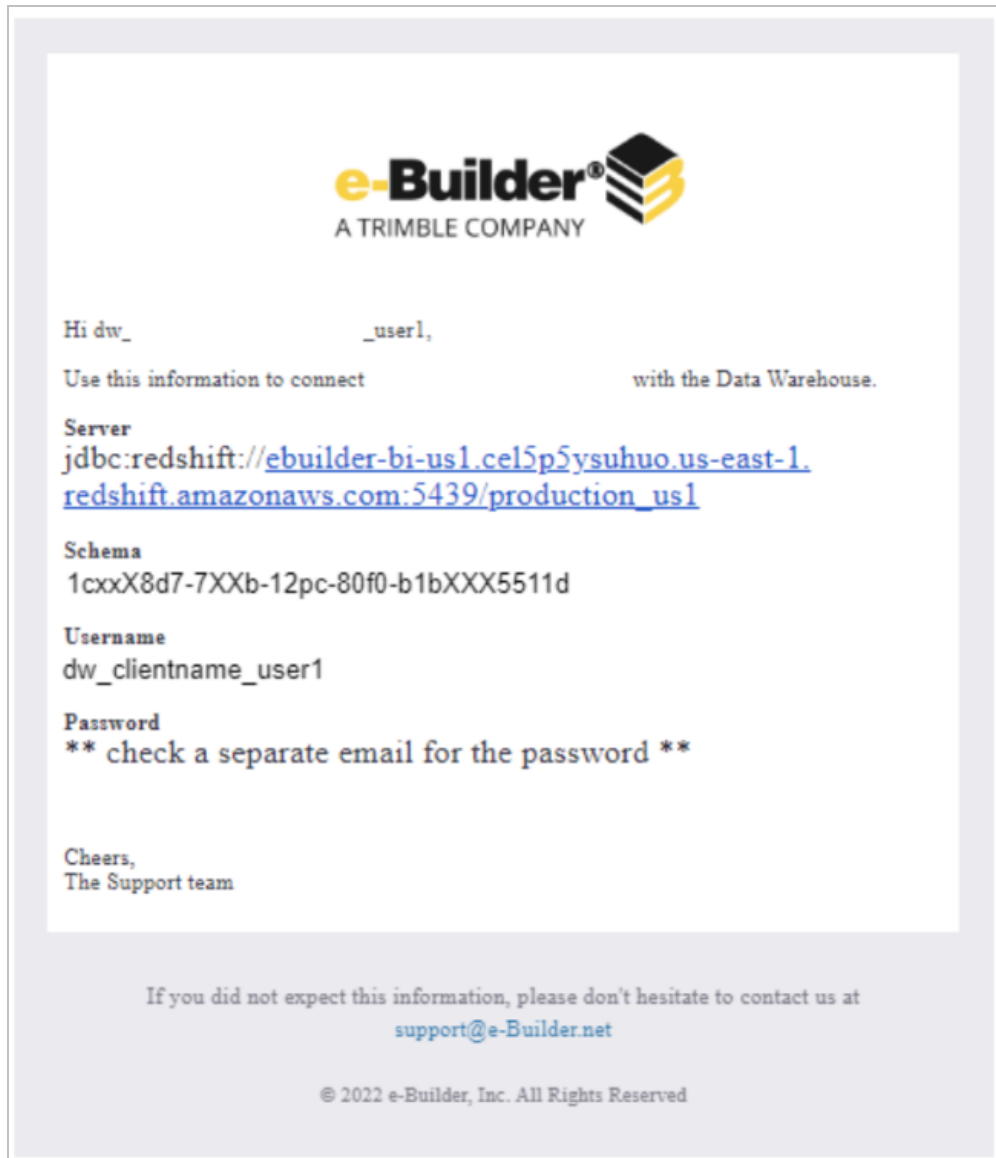 e-Builder®
A TRIMBLE COMPANY
Hi dw_ _user1,
Use this information to connect with the Data Warehouse.
Server
jdbc:redshift://ebuilder-bi-us1.cel5p5ysuhuo.us-east-1.
redshift.amazonaws.com:5439/production_us1
Schema
1cxxX8d7-7XXb-12pc-80f0-b1bXXX5511d
Username
dw_clientname_user1
Password
** check a separate email for the password **
Cheers,
The Support team
If you did not expect this information, please don't hesitate to contact us at
support@e-Builder.net
© 2022 e-Builder, Inc. All Rights Reserved